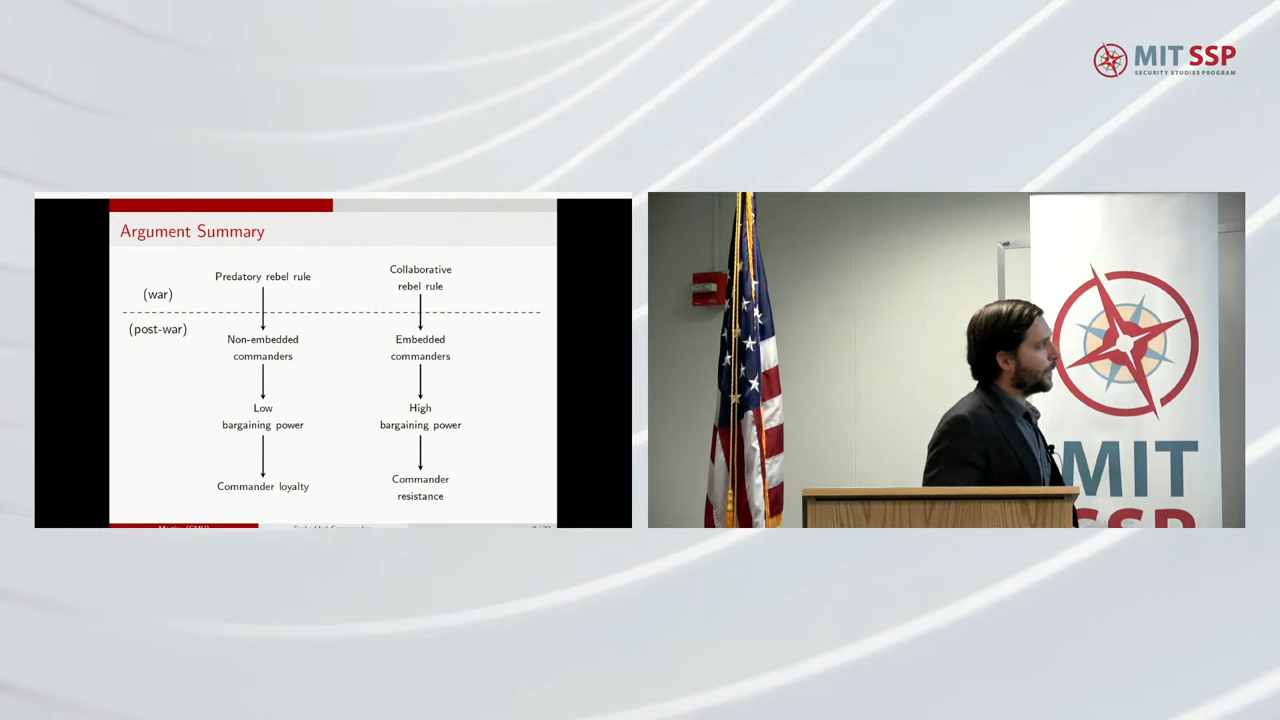 MIT SSP
SECURITY STUDIES PROGRAM
Argument Summary
Predatory rebel rule
Collaborative
rebel rule
(war)
(post-war)
Non-embedded
commanders
Embedded
commanders
Low
bargaining power
High
bargaining power
Commander loyalty
Commander
resistance
MIT
SSP